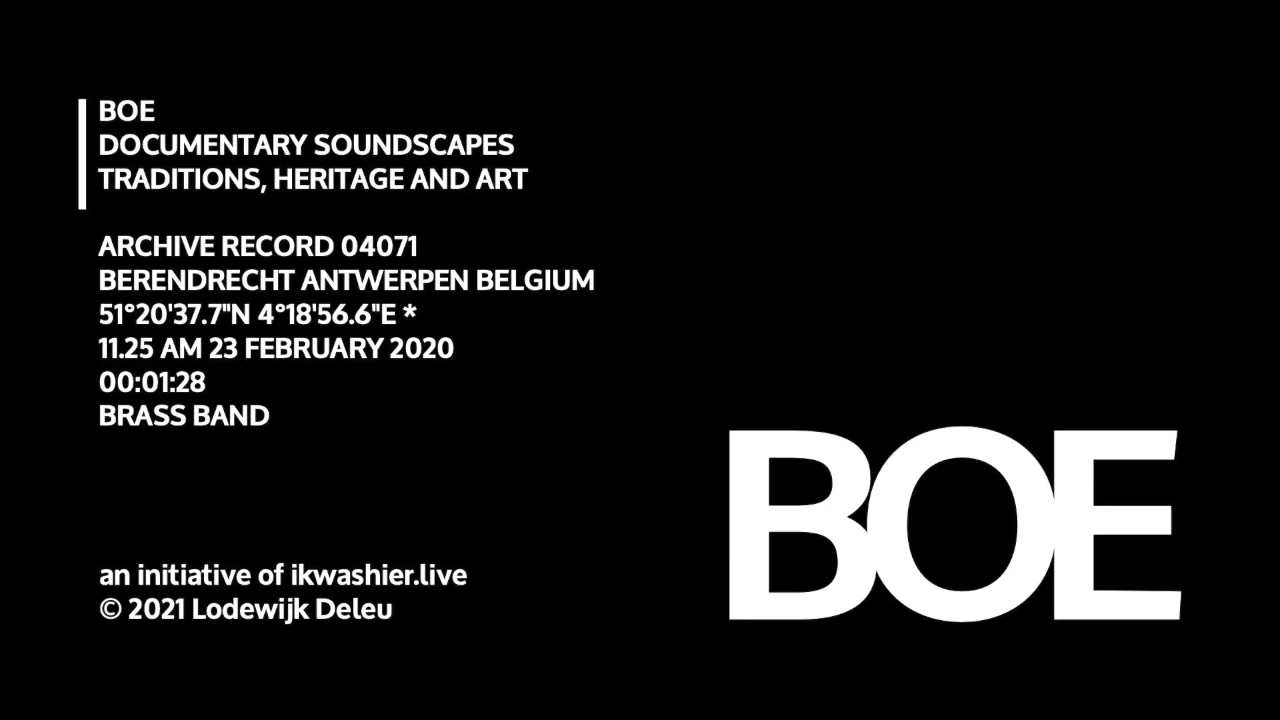 BOE
DOCUMENTARY SOUNDSCAPES
TRADITIONS, HERITAGE AND ART
ARCHIVE RECORD 04071
BERENDRECHT ANTWERPEN BELGIUM
51°20'37.7"N 4°18'56.6"E *
11.25 AM 23 FEBRUARY 2020
00:01:28
BRASS BAND
an initiative of ikwashier.live
© 2021 Lodewijk Deleu
BOE